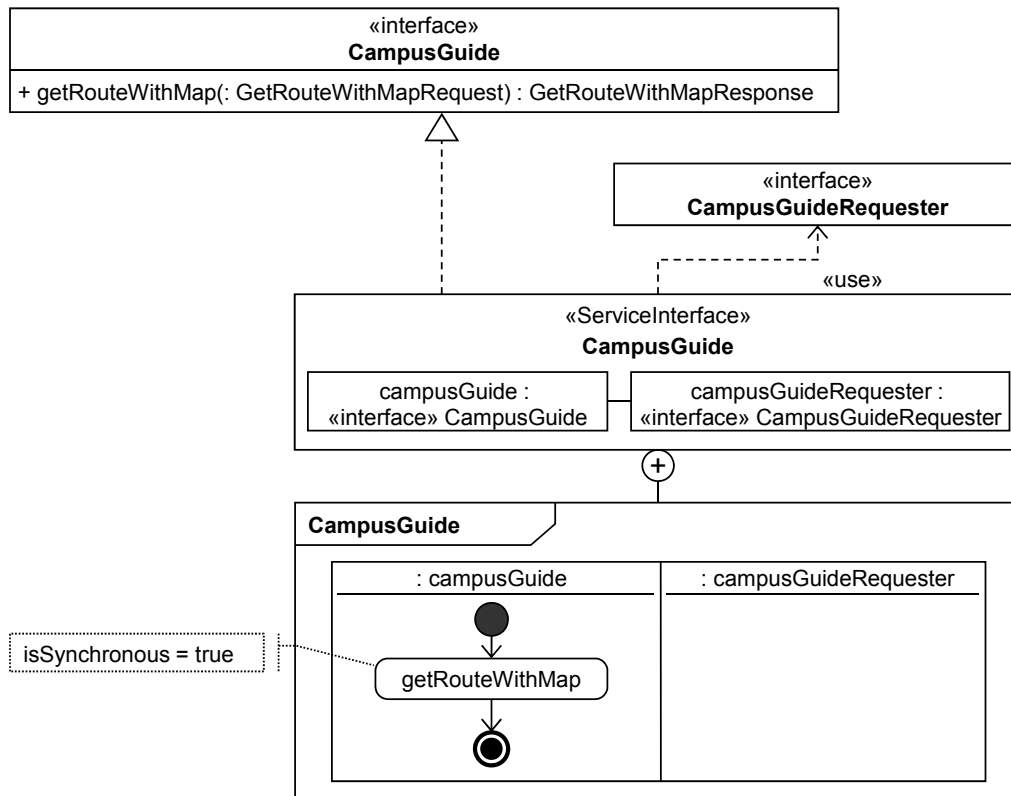 «interface»
CampusGuide
+ getRouteWithMap(: GetRouteWithMapRequest) : GetRouteWithMapResponse
«interface»
CampusGuideRequester
«use»
«ServiceInterface»
CampusGuide
campusGuide :
«interface» CampusGuide
campusGuideRequester :
«interface» CampusGuideRequester
CampusGuide
: campusGuide
: campusGuideRequester
isSynchronous = true
getRouteWithMap